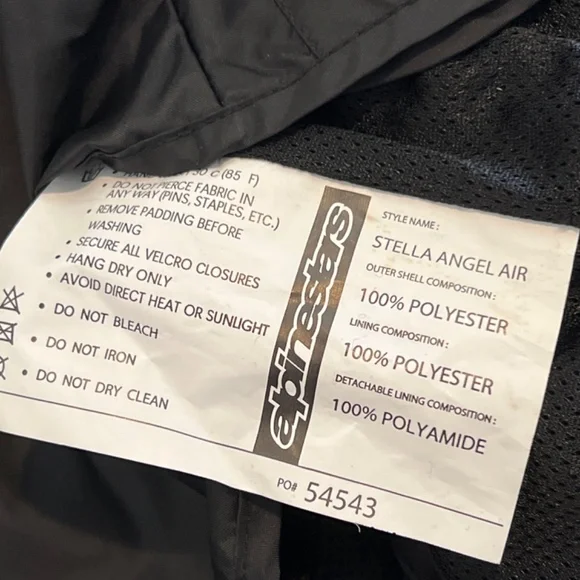 30 C (85 F)
• DO NOT PIERCE FABRIC IN
ANY WAY (PINS, STAPLES, ETC.)
• REMOVE PADDING BEFORE
WASHING
• SECURE ALL VELCRO CLOSURES
• HANG DRY ONLY
• AVOID DIRECT HEAT OR SUNLIGHT
• DO NOT BLEACH
• DO NOT IRON
• DO NOT DRY CLEAN
alpinestars
STYLE NAME :
STELLA ANGEL AIR
OUTER SHELL COMPOSITION :
100% POLYESTER
LINING COMPOSITION :
100% POLYESTER
DETACHABLE LINING COMPOSITION :
100% POLYAMIDE
PO# 54543